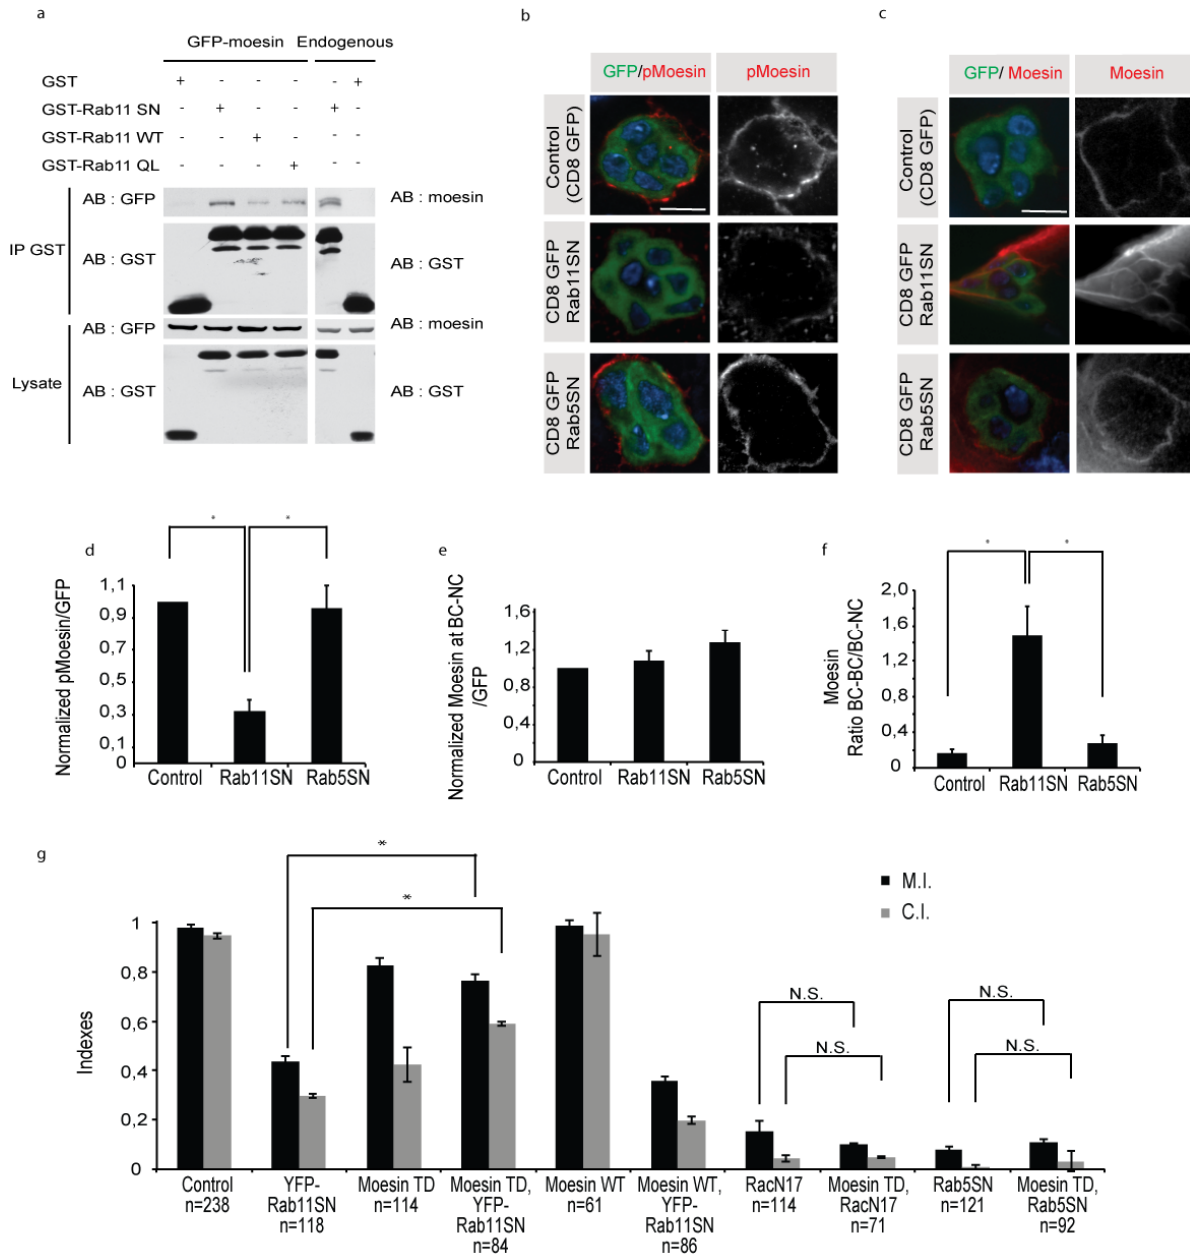 a
GFP-moesin Endogenous
GST + - - - - +
GST-Rab11 SN - + - - + -
GST-Rab11 WT - - + - - -
GST-Rab11 QL - - - + - -
AB : GFP
AB : moesin
IP GST
AB : GST
AB : GST
AB : GFP
AB : moesin
Lysate
AB : GST
AB : GST
b
GFP/pMoesin pMoesin
Control
(CD8 GFP)
CD8 GFP
Rab11SN
CD8 GFP
Rab5SN
c
GFP/ Moesin Moesin
Control
(CD8 GFP)
CD8 GFP
Rab11SN
CD8 GFP
Rab5SN
d
* *
Normalized pMoesin/GFP
1,1
0,9
0,7
0,5
0,3
0,1
0
Control Rab11SN Rab5SN
e
Normalized Moesin at BC-NC
/GFP
1,6
1,2
1,0
0,8
0,4
0
Control Rab11SN Rab5SN
f
* *
Moesin
Ratio BC-BC/BC-NC
2,0
1,6
1,2
0,8
0,4
0
Control Rab11SN Rab5SN
g
*
*
M.I.
C.I.
N.S.
N.S.
N.S.
N.S.
Indexes
1
0,8
0,6
0,4
0,2
0
Control
n=238
YFP-
Rab11SN
n=118
Moesin TD
n=114
Moesin TD,
YFP-
Rab11SN
n=84
Moesin WT
n=61
Moesin WT,
YFP-
Rab11SN
n=86
RacN17
n=114
Moesin TD,
RacN17
n=71
Rab5SN
n=121
Moesin TD,
Rab5SN
n=92